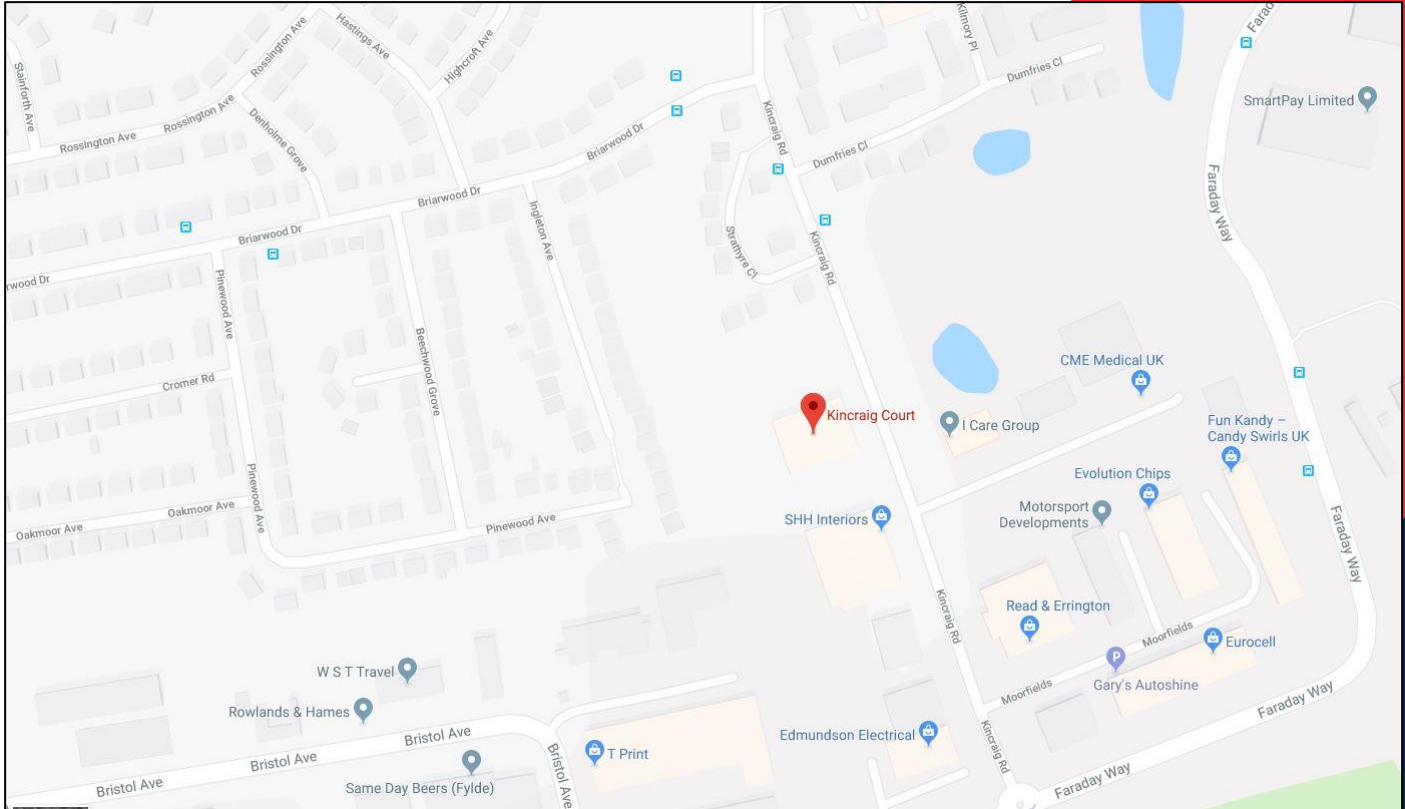 Stainforth Ave
Rossington Ave
Hastings Ave
Highcroft Ave
Kilmory Pl
Dumfries Cl
Farad
SmartPay Limited
Rossington Ave
Rossington Ave
Denholme Grove
Briarwood Dr
Kincraig Rd
Dumfries Cl
Faraday Way
Briarwood Dr
Briarwood Dr
rwood Dr
Ingleton Ave
Strathyre Cl
Kincraig Rd
Pinewood Ave
Beechwood Grove
Cromer Rd
CME Medical UK
Kincraig Court
I Care Group
Fun Kandy –
Candy Swirls UK
Evolution Chips
Pinewood Ave
Oakmoor Ave
Oakmoor Ave
Pinewood Ave
SHH Interiors
Motorsport
Developments
Faraday Way
Read & Errington
Kincraig Rd
Moorfields
Eurocell
W S T Travel
Gary's Autoshine
Moorfields
Faraday Way
Rowlands & Hames
Bristol Ave
Edmundson Electrical
Kincraig Rd
T Print
Bristol Ave
Bristol Ave
Bristol Ave
Same Day Beers (Fylde)
Faraday Way
P